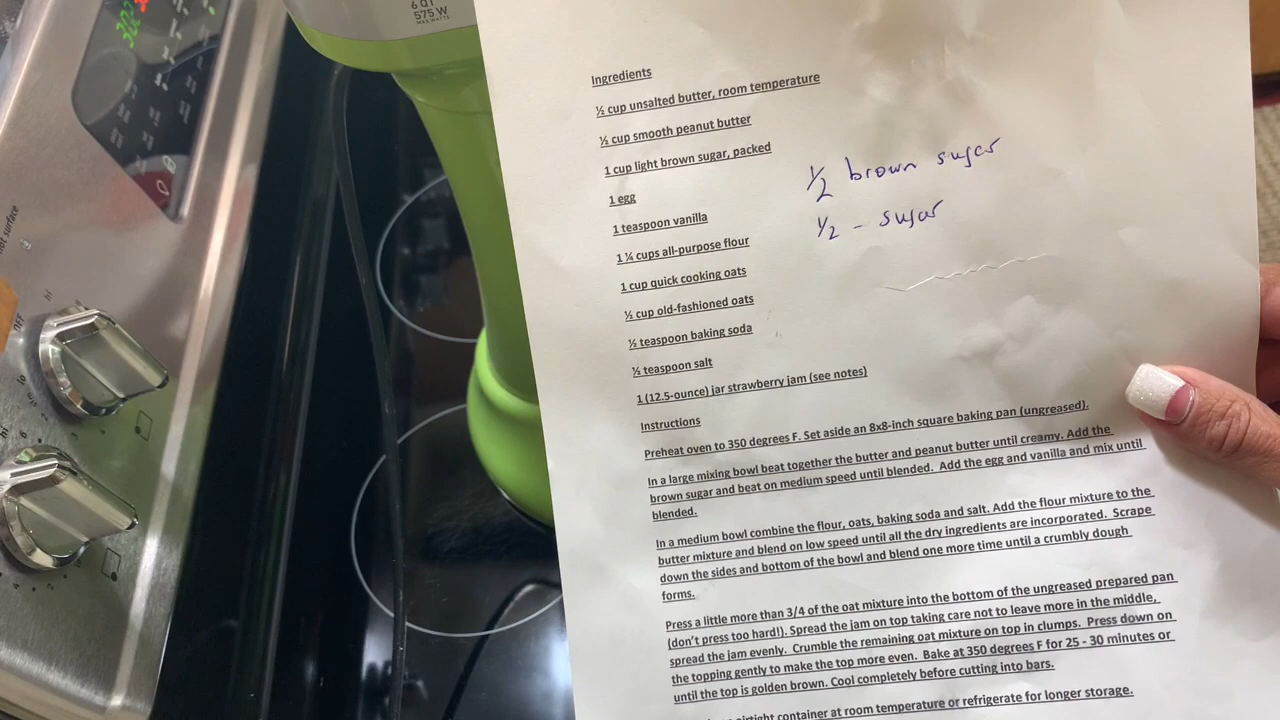 6 QT
575 W
MAX WATTS
Ingredients
½ cup unsalted butter, room temperature
½ cup smooth peanut butter
1 cup light brown sugar, packed
1 egg
1 teaspoon vanilla
1 ¼ cups all-purpose flour
1 cup quick cooking oats
½ cup old-fashioned oats
½ teaspoon baking soda
½ teaspoon salt
1 (12.5-ounce) jar strawberry jam (see notes)
1/2 brown sugar
1/2 - sugar
Instructions
Preheat oven to 350 degrees F. Set aside an 8x8-inch square baking pan (ungreased).
In a large mixing bowl beat together the butter and peanut butter until creamy. Add the
brown sugar and beat on medium speed until blended. Add the egg and vanilla and mix until
blended.
In a medium bowl combine the flour, oats, baking soda and salt. Add the flour mixture to the
butter mixture and blend on low speed until all the dry ingredients are incorporated. Scrape
down the sides and bottom of the bowl and blend one more time until a crumbly dough
forms.
Press a little more than 3/4 of the oat mixture into the bottom of the ungreased prepared pan
(don't press too hard!). Spread the jam on top taking care not to leave more in the middle,
spread the jam evenly. Crumble the remaining oat mixture on top in clumps. Press down on
the topping gently to make the top more even. Bake at 350 degrees F for 25 - 30 minutes or
until the top is golden brown. Cool completely before cutting into bars.
airtight container at room temperature or refrigerate for longer storage.
surface
hi
OFF
lo
hi